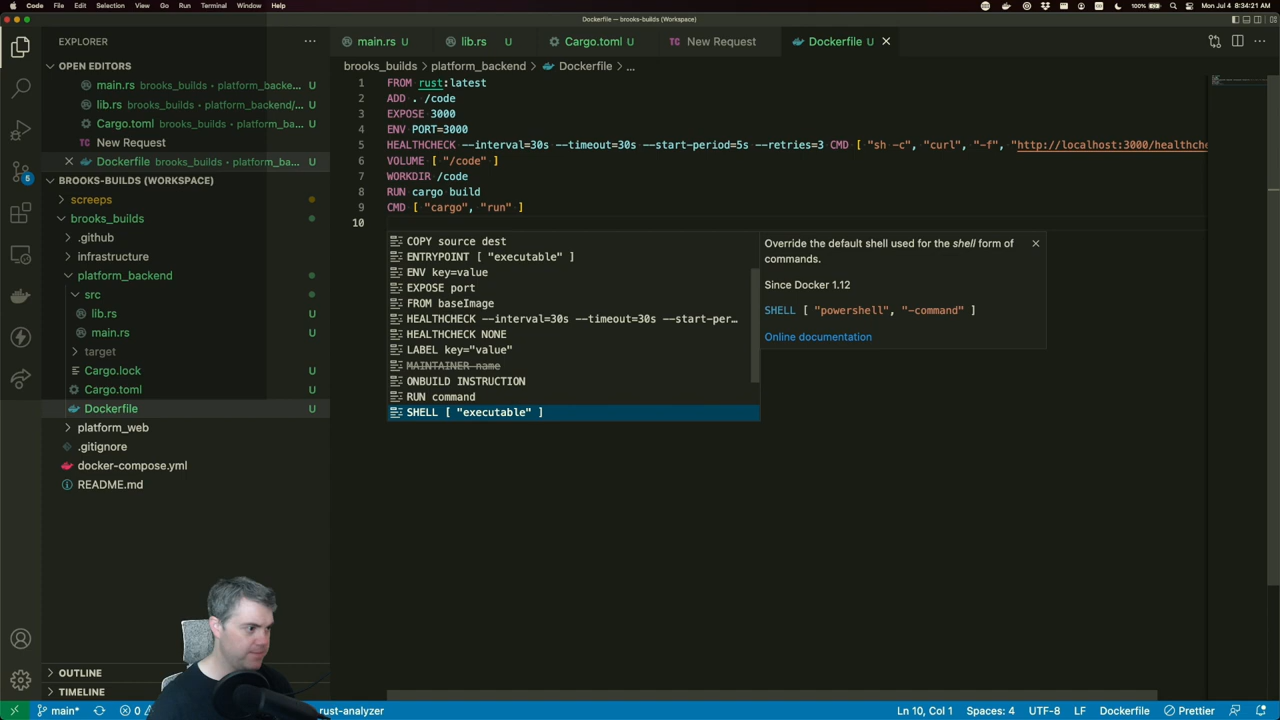 Code File Edit Selection View Go Run Terminal Window Help
100% Mon Jul 4 8:34:21 AM
Dockerfile — brooks-builds (Workspace)
EXPLORER
main.rs U
lib.rs U
Cargo.toml U
New Request
Dockerfile U
OPEN EDITORS
main.rs brooks_builds • platform_backe... U
lib.rs brooks_builds • platform_backend/... U
Cargo.toml brooks_builds • platform_ba... U
New Request
Dockerfile brooks_builds • platform_ba... U
BROOKS-BUILDS (WORKSPACE)
screeps
brooks_builds
.github
infrastructure
platform_backend
src
lib.rs U
main.rs U
target
Cargo.lock U
Cargo.toml U
Dockerfile U
platform_web
.gitignore
docker-compose.yml
README.md
OUTLINE
TIMELINE
5
brooks_builds > platform_backend > Dockerfile > ...
1 FROM rust:latest
2 ADD . /code
3 EXPOSE 3000
4 ENV PORT=3000
5 HEALTHCHECK --interval=30s --timeout=30s --start-period=5s --retries=3 CMD [ "sh -c", "curl", "-f", "http://localhost:3000/healthche
6 VOLUME [ "/code" ]
7 WORKDIR /code
8 RUN cargo build
9 CMD [ "cargo", "run" ]
10
COPY source dest
ENTRYPOINT [ "executable" ]
ENV key=value
EXPOSE port
FROM baseImage
HEALTHCHECK --interval=30s --timeout=30s --start-per...
HEALTHCHECK NONE
LABEL key="value"
MAINTAINER name
ONBUILD INSTRUCTION
RUN command
SHELL [ "executable" ]
Override the default shell used for the shell form of
commands.
Since Docker 1.12
SHELL [ "powershell", "-command" ]
Online documentation
main* 0 rust-analyzer Ln 10, Col 1 Spaces: 4 UTF-8 LF Dockerfile Prettier